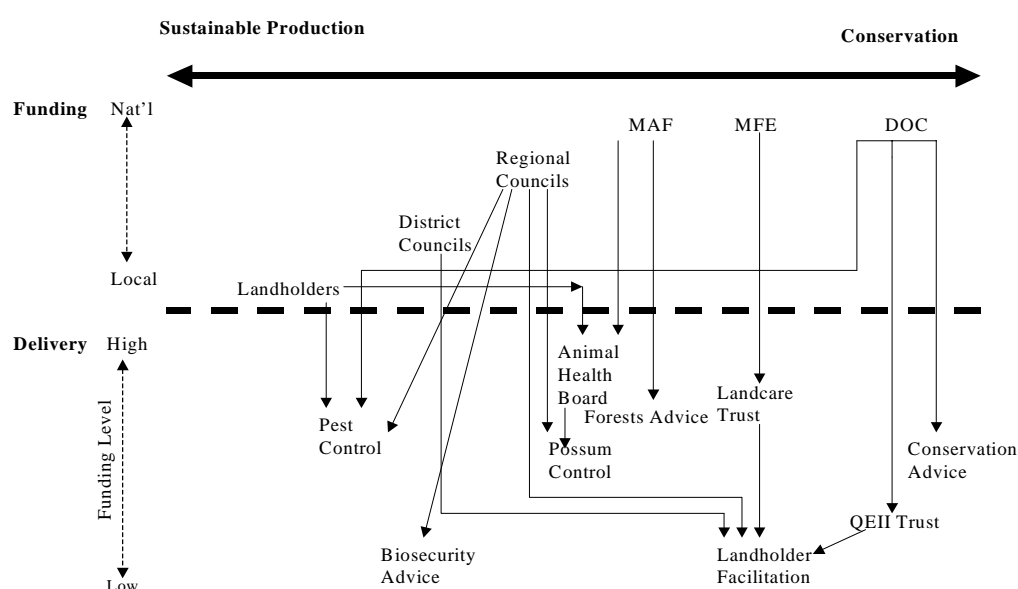 Sustainable Production
Conservation
Funding Nat'l
MAF MFE DOC
Regional
Councils
District
Councils
Local
Landholders
Delivery High
Animal
Health
Board
Landcare
Trust
Forests Advice
Pest
Control
Possum
Control
Conservation
Advice
Funding Level
QEII Trust
Biosecurity
Advice
Landholder
Facilitation
Low